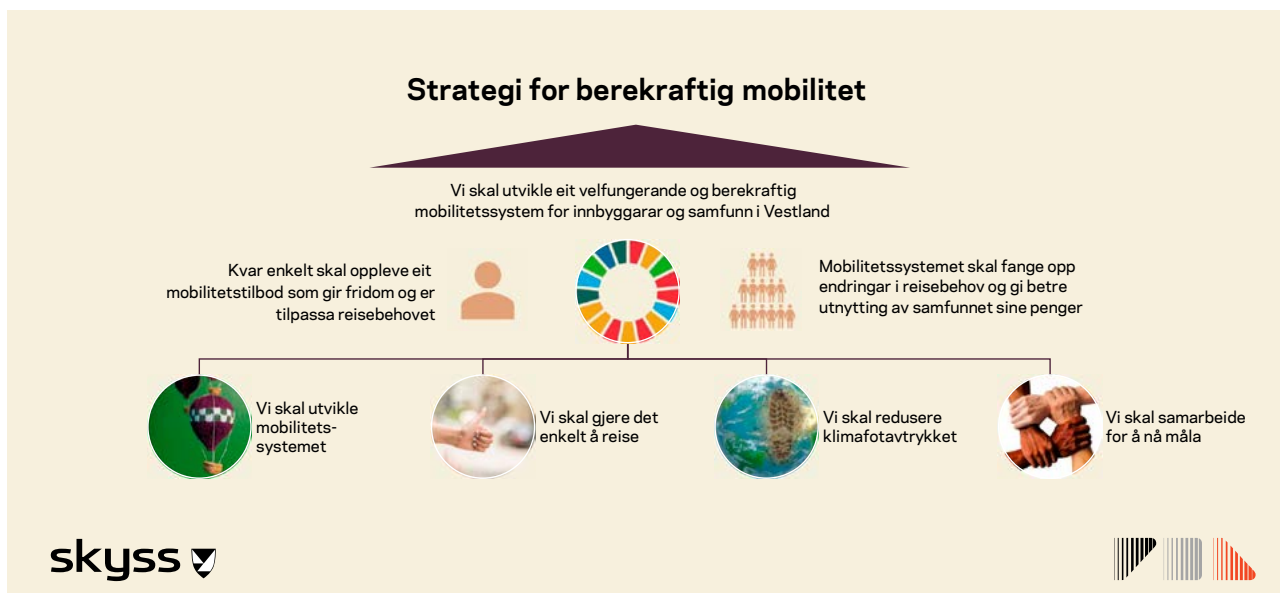 Strategi for berekraftig mobilitet
Vi skal utvikle eit velfungerande og berekraftig
mobilitetssystem for innbyggarar og samfunn i Vestland
Kvar enkelt skal oppleve eit
mobilitetstilbod som gir fridom og er
tilpassa reisebehovet
Mobilitetssystemet skal fange opp
endringar i reisebehov og gi betre
utnytting av samfunnet sine penger
Vi skal utvikle
mobilitets-
systemet
Vi skal gjere det
enkelt å reise
Vi skal redusere
klimafotavtrykket
Vi skal samarbeide
for å nå måla
skyss